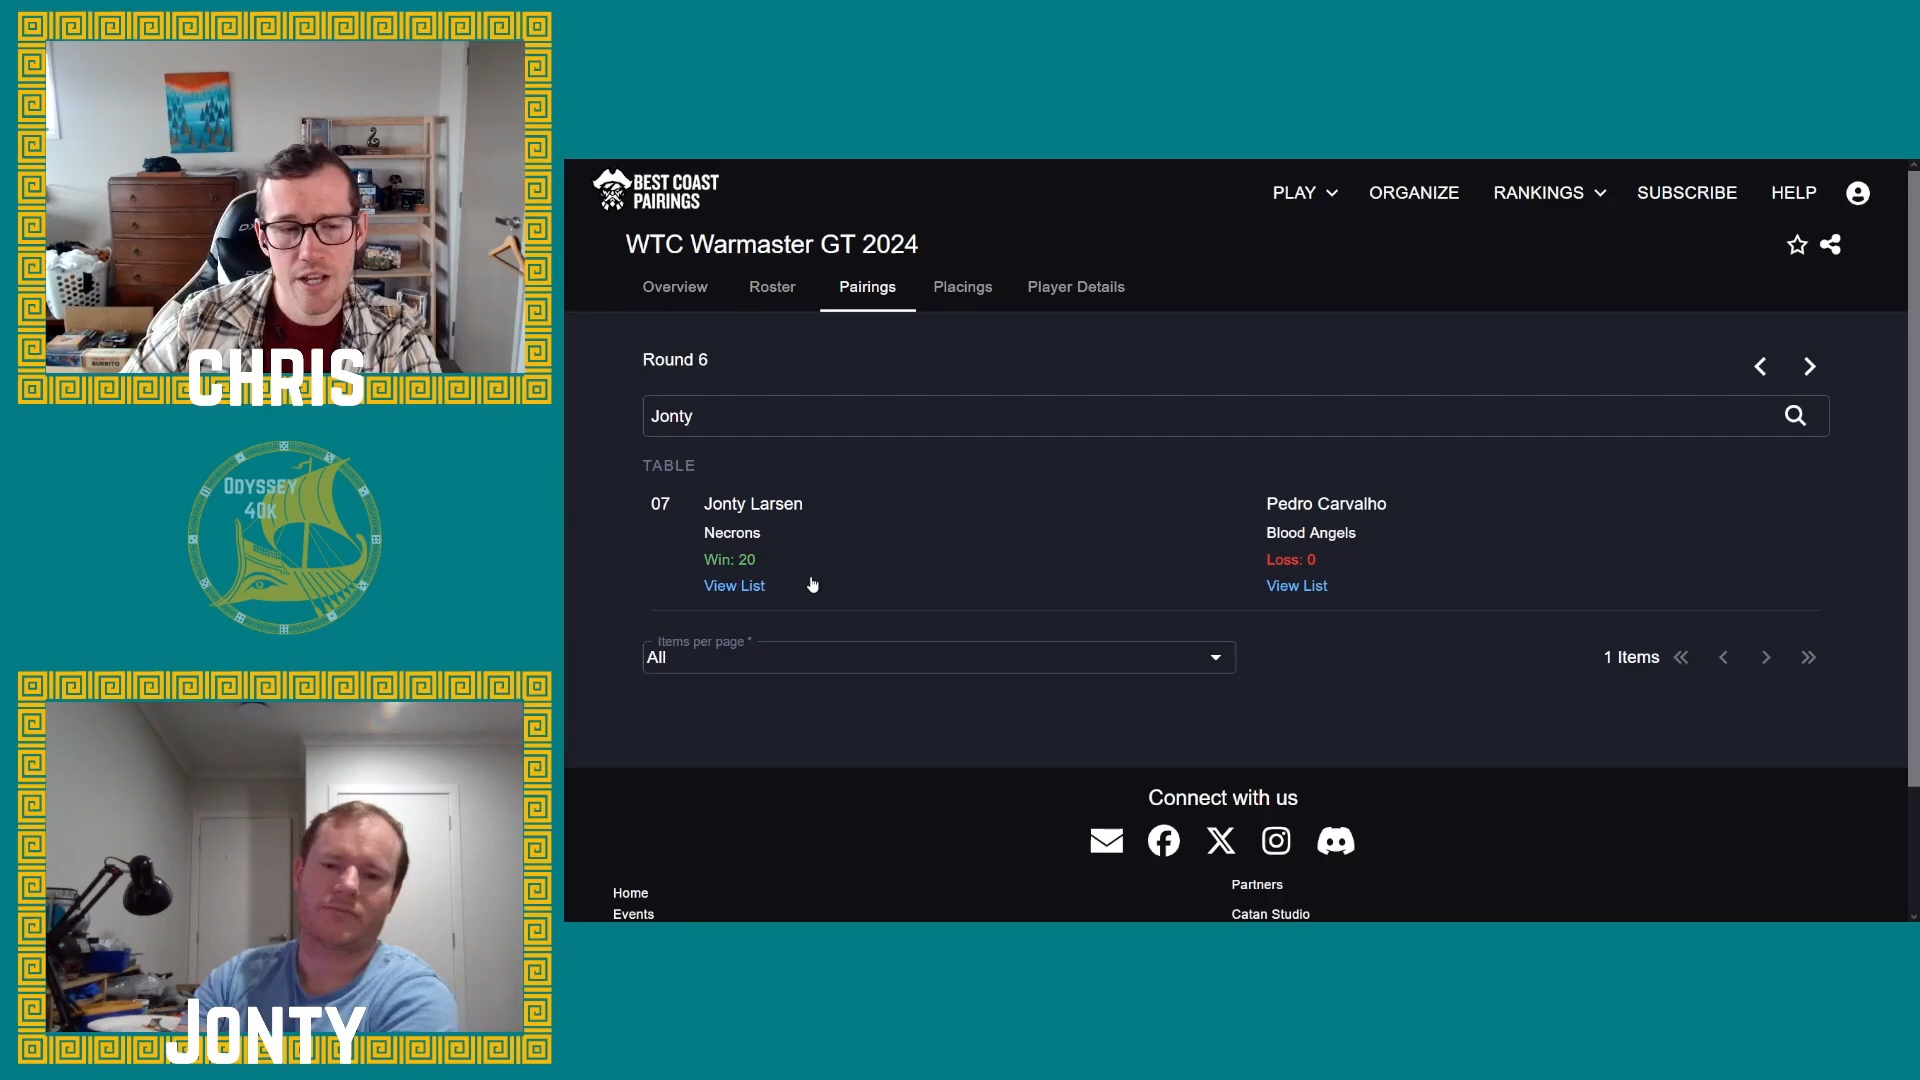 CHRIS
ODYSSEY
40K
JONTY
BEST COAST
PAIRINGS
PLAY
ORGANIZE
RANKINGS
SUBSCRIBE
HELP
WTC Warmaster GT 2024
Overview
Roster
Pairings
Placings
Player Details
Round 6
Jonty
TABLE
07
Jonty Larsen
Pedro Carvalho
Necrons
Blood Angels
Win: 20
Loss: 0
View List
View List
Items per page *
All
1 Items
Connect with us
Home
Partners
Events
Catan Studio
BURRITO